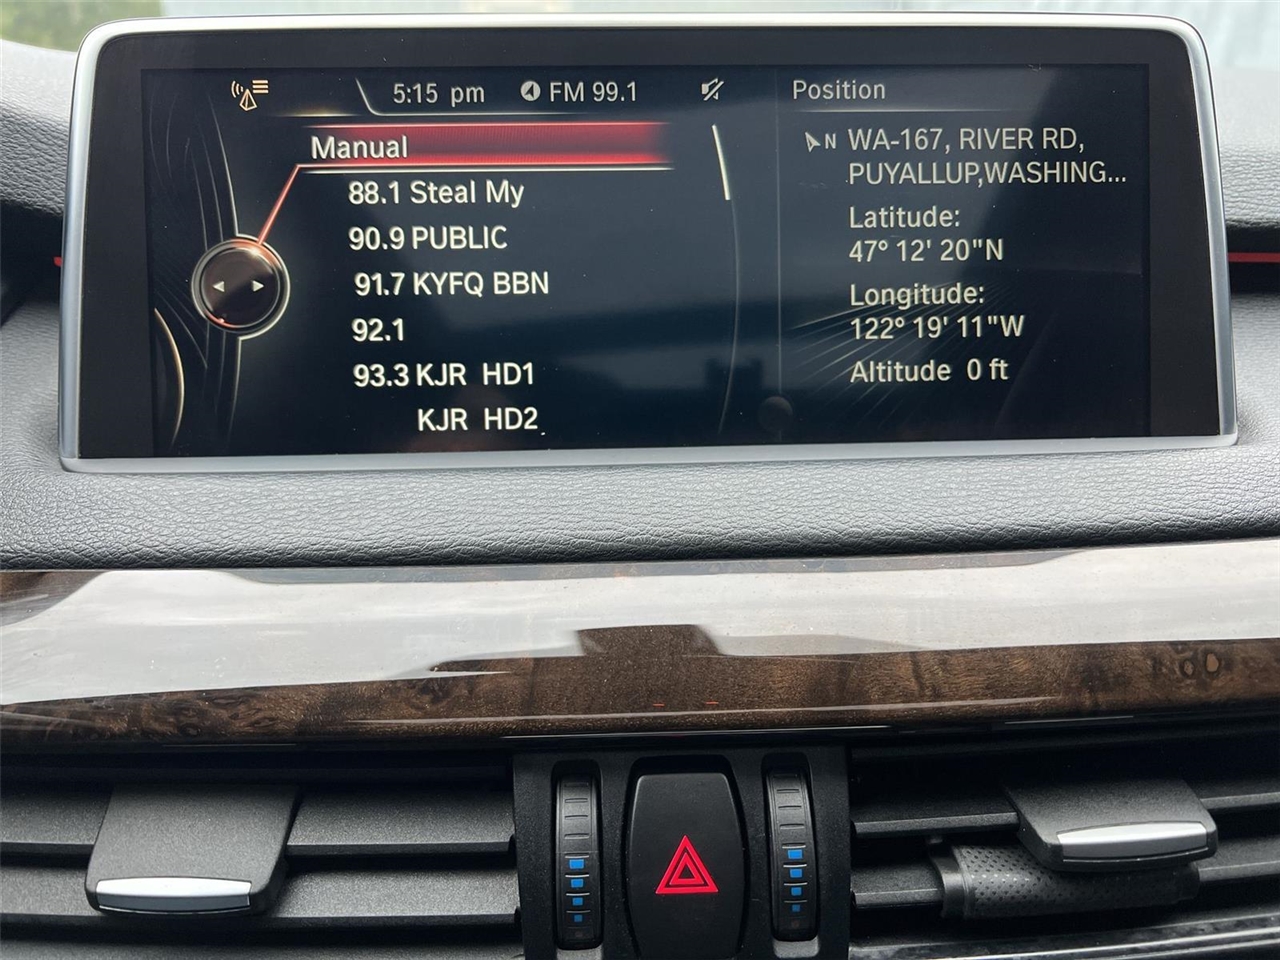 5:15 pm FM 99.1
Manual
88.1 Steal My
90.9 PUBLIC
91.7 KYFQ BBN
92.1
93.3 KJR HD1
KJR HD2
Position
N WA-167, RIVER RD,
PUYALLUP,WASHING...
Latitude:
47° 12' 20"N
Longitude:
122° 19' 11"W
Altitude 0 ft